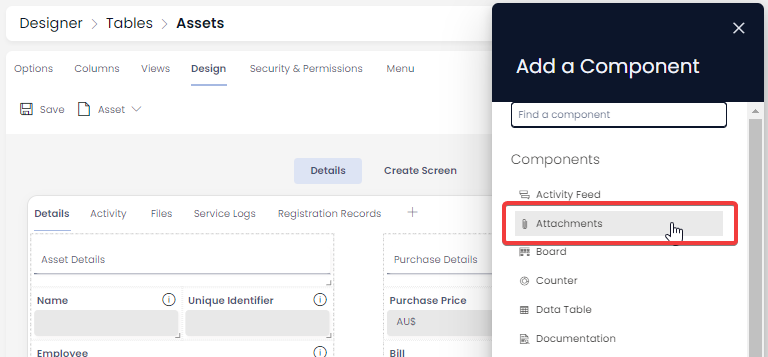 Designer > Tables > Assets
Options Columns Views Design Security & Permissions Menu
Save Asset
Details Create Screen
Details Activity Files Service Logs Registration Records +
Asset Details Purchase Details
Name Unique Identifier Purchase Price
AU$
Employee Bill
Add a Component
Find a component
Components
Activity Feed
Attachments
Board
Counter
Data Table
Documentation